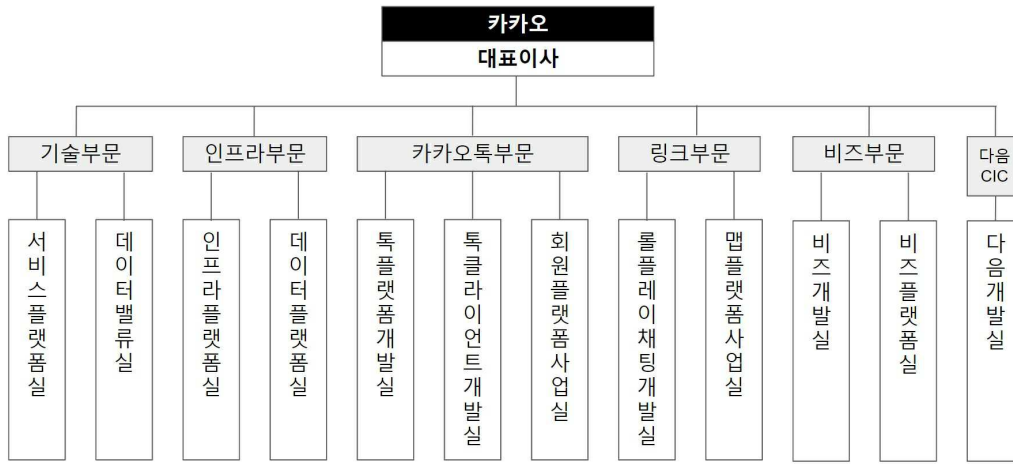 카카오
대표이사
기술부문
인프라부문
카카오톡부문
링크부문
비즈부문
다음
CIC
서비스플랫폼실
데이터밸류실
인프라플랫폼실
데이터플랫폼실
톡플랫폼개발실
톡클라이언트개발실
회원플랫폼사업실
롤플레이채팅개발실
맵플랫폼사업실
비즈개발실
비즈플랫폼실
다음개발실